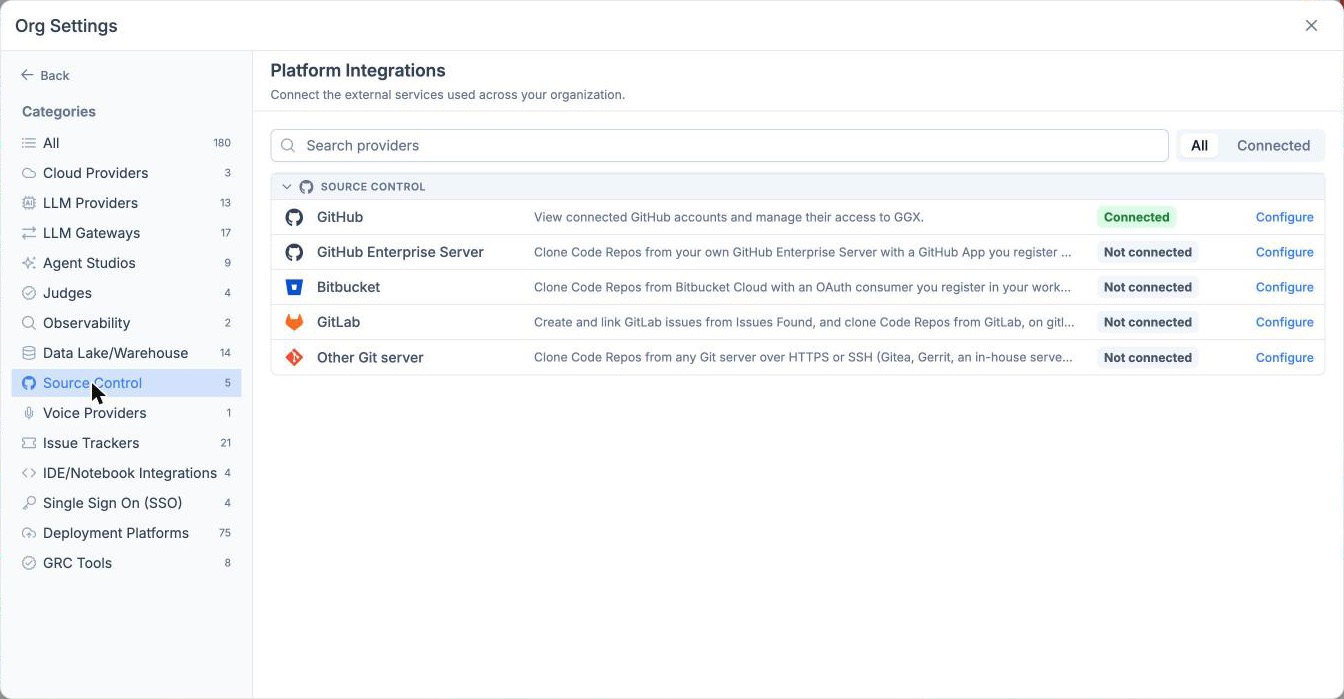 Org Settings
Back
Categories
All 180
Cloud Providers 3
LLM Providers 13
LLM Gateways 17
Agent Studios 9
Judges 4
Observability 2
Data Lake/Warehouse 14
Source Control 5
Voice Providers 1
Issue Trackers 21
IDE/Notebook Integrations 4
Single Sign On (SSO) 4
Deployment Platforms 75
GRC Tools 8
Platform Integrations
Connect the external services used across your organization.
Search providers
All Connected
SOURCE CONTROL
GitHub View connected GitHub accounts and manage their access to GGX. Connected Configure
GitHub Enterprise Server Clone Code Repos from your own GitHub Enterprise Server with a GitHub App you register ... Not connected Configure
Bitbucket Clone Code Repos from Bitbucket Cloud with an OAuth consumer you register in your work... Not connected Configure
GitLab Create and link GitLab issues from Issues Found, and clone Code Repos from GitLab, on gitl... Not connected Configure
Other Git server Clone Code Repos from any Git server over HTTPS or SSH (Gitea, Gerrit, an in-house serve... Not connected Configure